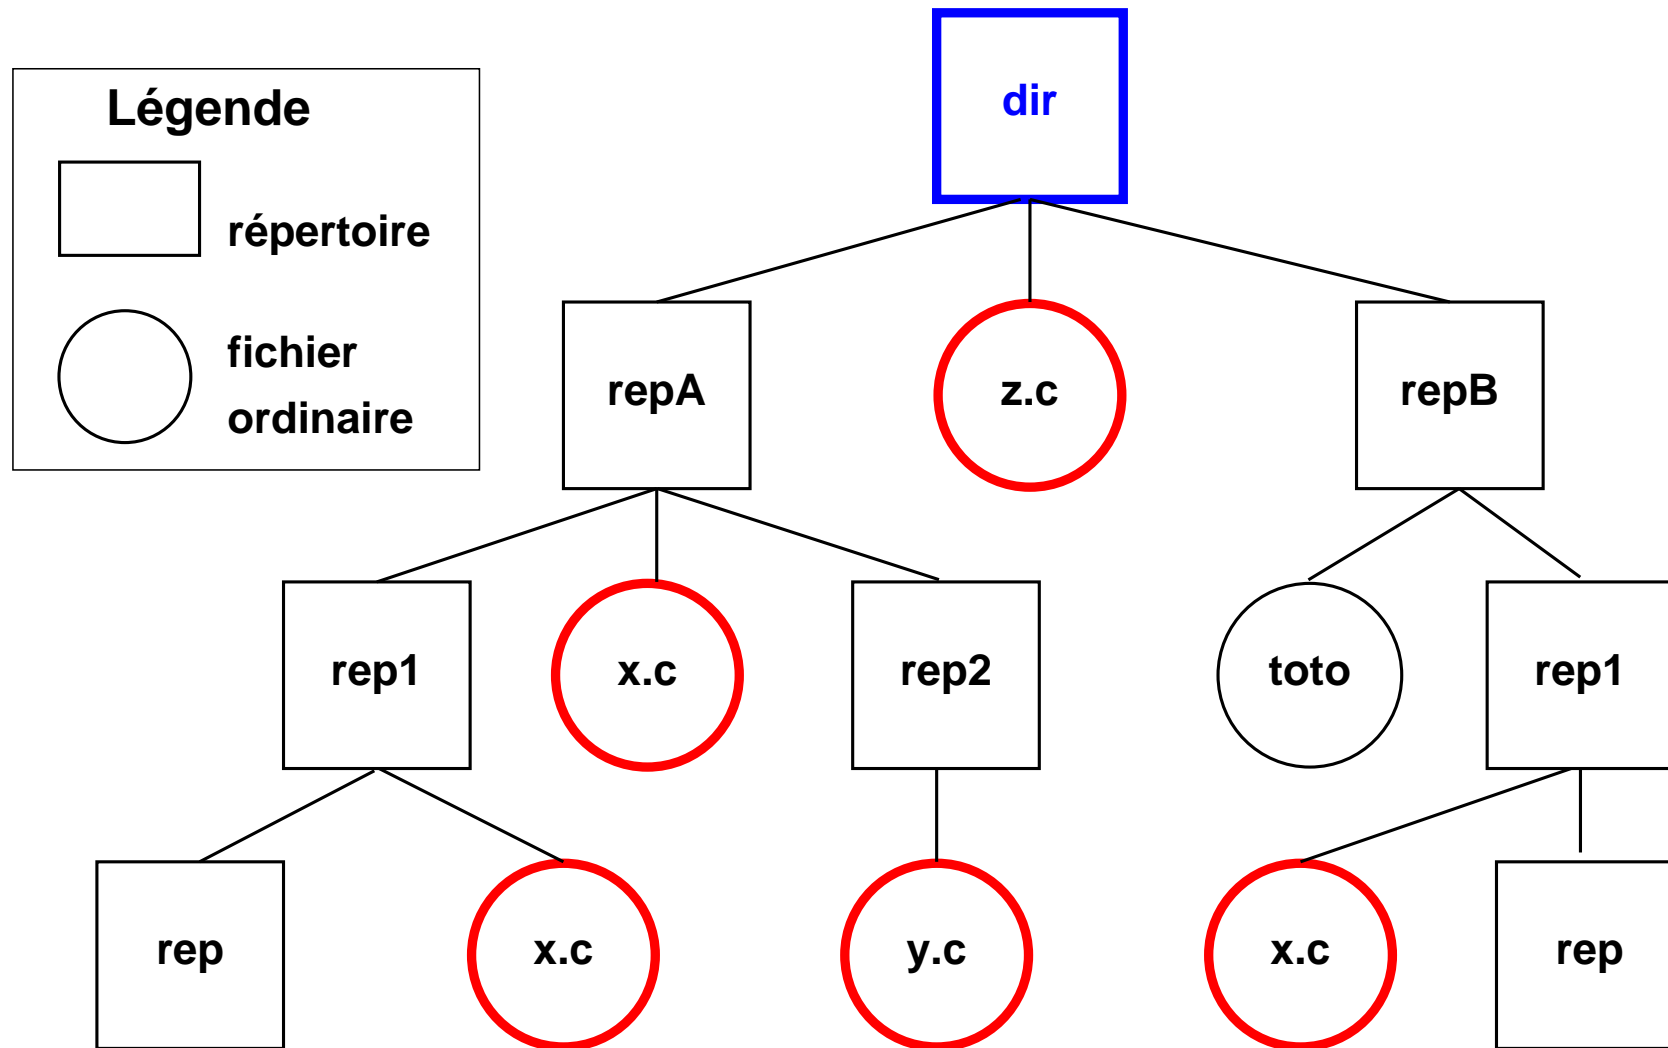 Légende
répertoire
fichier
ordinaire
dir
repA
z.c
repB
rep1
x.c
rep2
toto
rep1
rep
x.c
y.c
x.c
rep